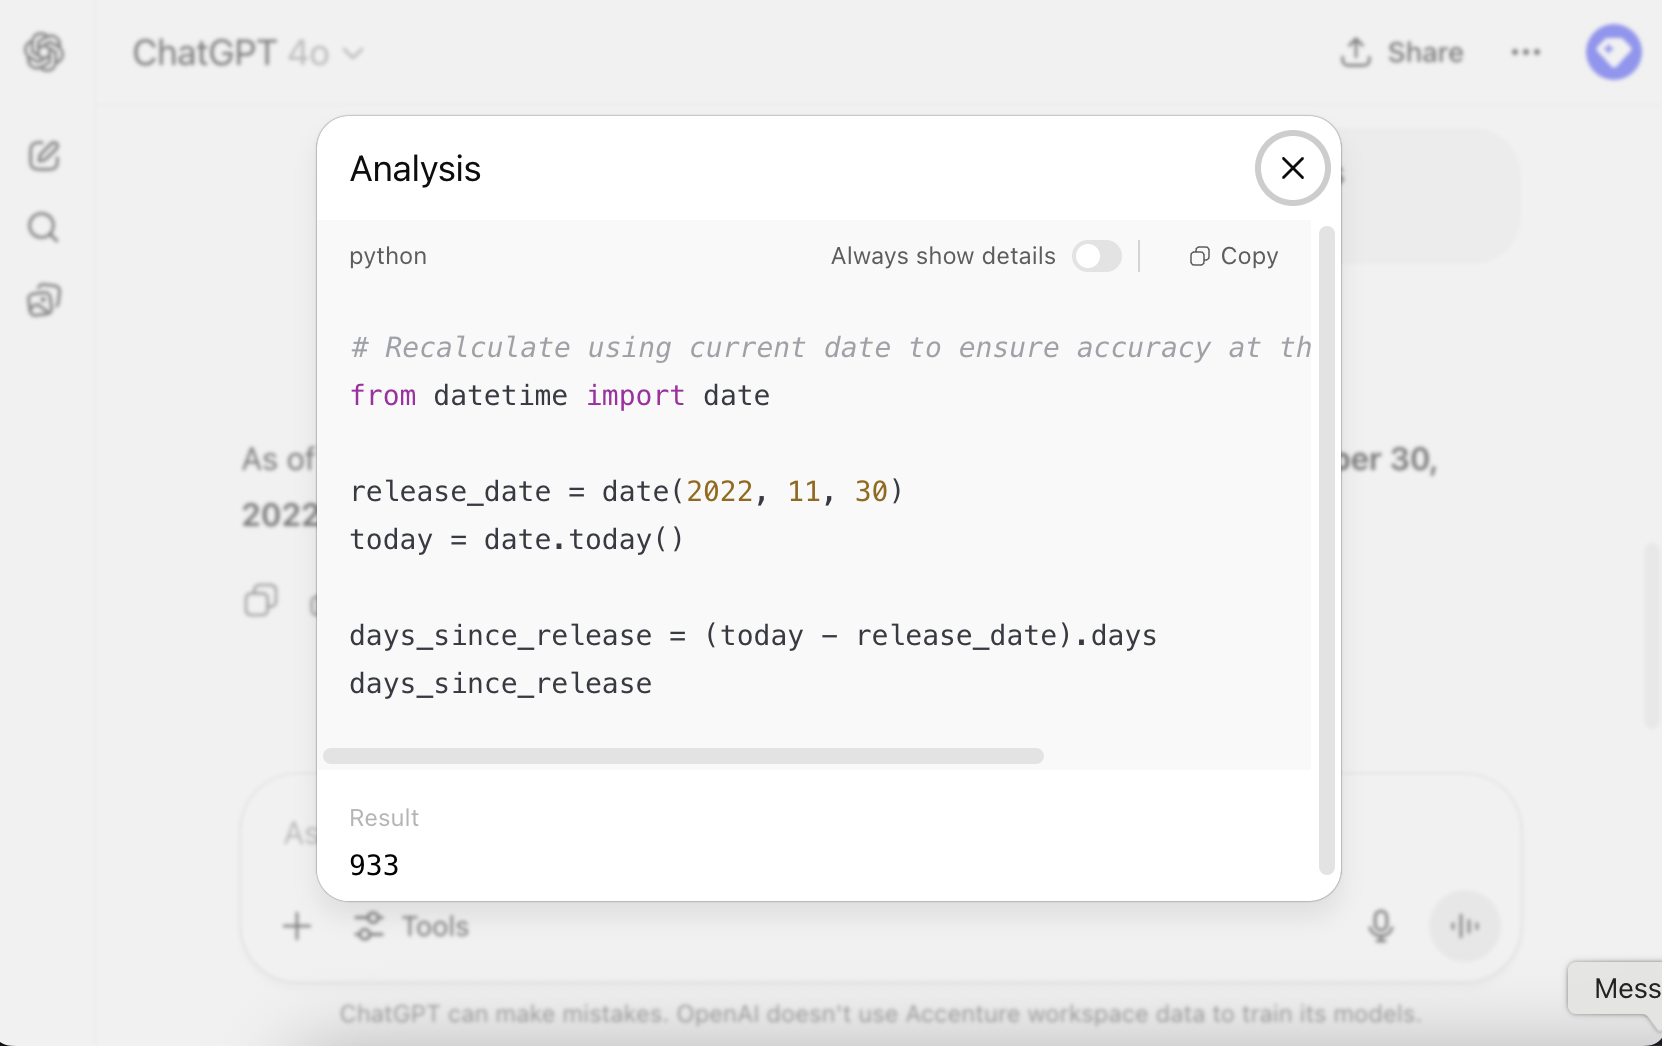 ChatGPT 4o
Share
Analysis
python
Always show details
Copy
# Recalculate using current date to ensure accuracy at th
from datetime import date
release_date = date(2022, 11, 30)
today = date.today()
days_since_release = (today - release_date).days
days_since_release
As of
ber 30,
2022
Result
933
As
Tools
Mess
ChatGPT can make mistakes. OpenAI doesn't use Accenture workspace data to train its models.